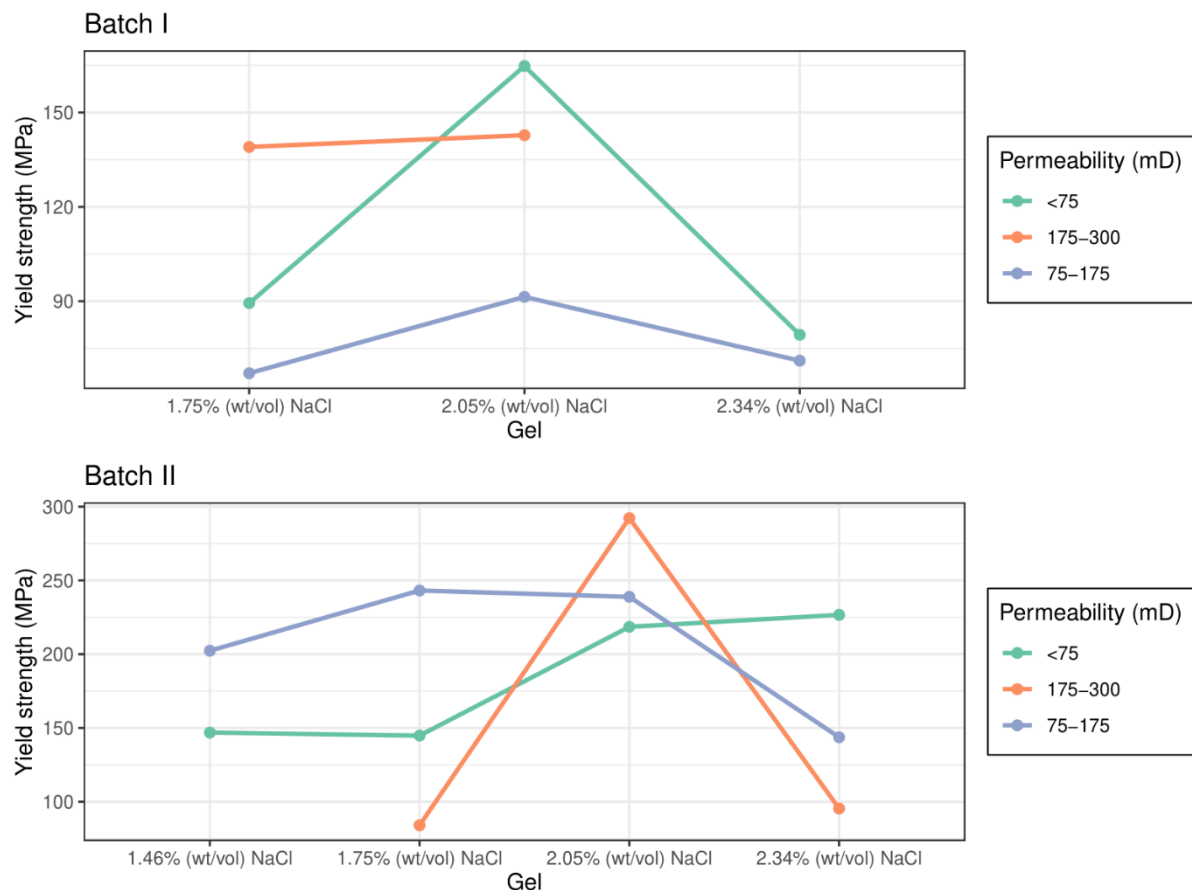 Batch I
Yield strength (MPa)
150
120
90
1.75% (wt/vol) NaCl
2.05% (wt/vol) NaCl
2.34% (wt/vol) NaCl
Gel
Permeability (mD)
<75
175−300
75−175
Batch II
Yield strength (MPa)
300
250
200
150
100
1.46% (wt/vol) NaCl
1.75% (wt/vol) NaCl
2.05% (wt/vol) NaCl
2.34% (wt/vol) NaCl
Gel
Permeability (mD)
<75
175−300
75−175